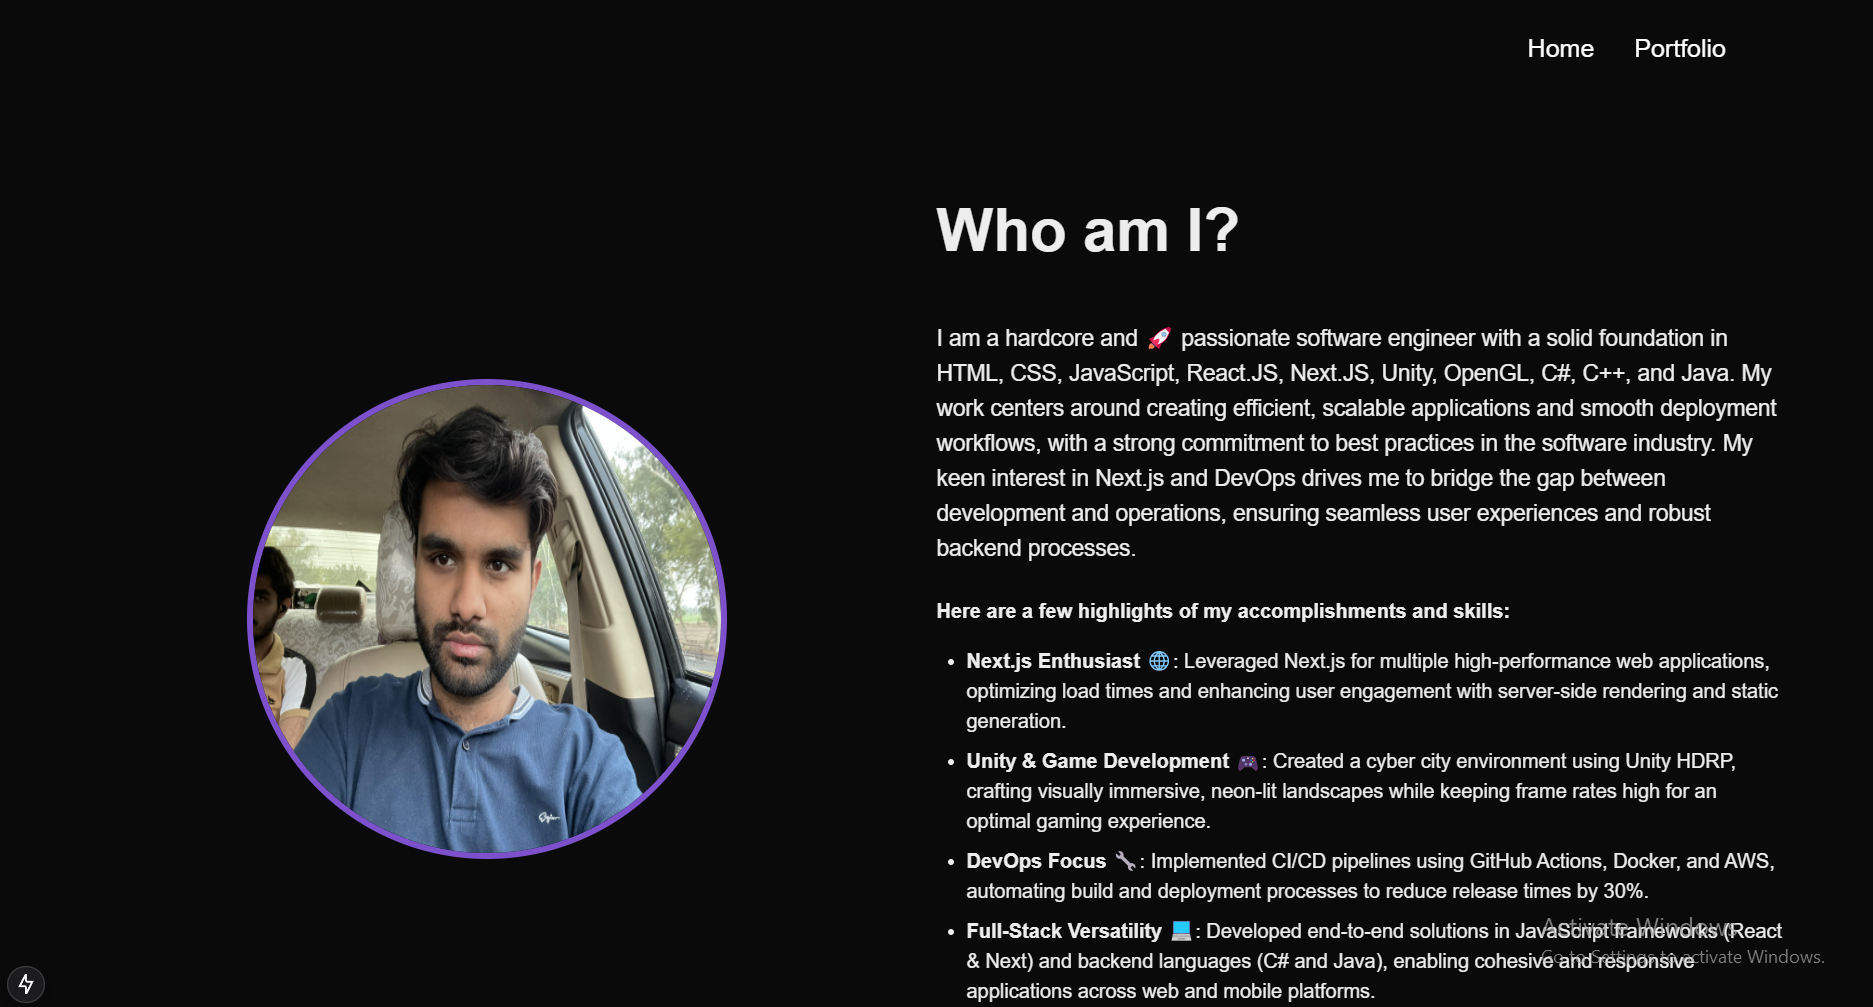 Home Portfolio
Who am I?
I am a hardcore and 🚀 passionate software engineer with a solid foundation in
HTML, CSS, JavaScript, React.JS, Next.JS, Unity, OpenGL, C#, C++, and Java. My
work centers around creating efficient, scalable applications and smooth deployment
workflows, with a strong commitment to best practices in the software industry. My
keen interest in Next.js and DevOps drives me to bridge the gap between
development and operations, ensuring seamless user experiences and robust
backend processes.
Here are a few highlights of my accomplishments and skills:
• Next.js Enthusiast 🌐: Leveraged Next.js for multiple high-performance web applications,
optimizing load times and enhancing user engagement with server-side rendering and static
generation.
• Unity & Game Development 🎮: Created a cyber city environment using Unity HDRP,
crafting visually immersive, neon-lit landscapes while keeping frame rates high for an
optimal gaming experience.
• DevOps Focus 🔧: Implemented CI/CD pipelines using GitHub Actions, Docker, and AWS,
automating build and deployment processes to reduce release times by 30%.
• Full-Stack Versatility 💻: Developed end-to-end solutions in JavaScript frameworks (React
& Next) and backend languages (C# and Java), enabling cohesive and responsive
applications across web and mobile platforms.
Activate Windows
Go to Settings to activate Windows.